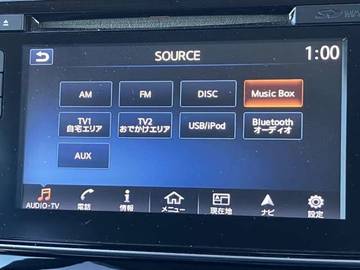 SOURCE
1:00
AM
FM
DISC
Music Box
TV1
自宅エリア
TV2
おでかけエリア
USB/iPod
Bluetooth
オーディオ
AUX
AUDIO・TV
電話
情報
メニュー
現在地
ナビ
設定